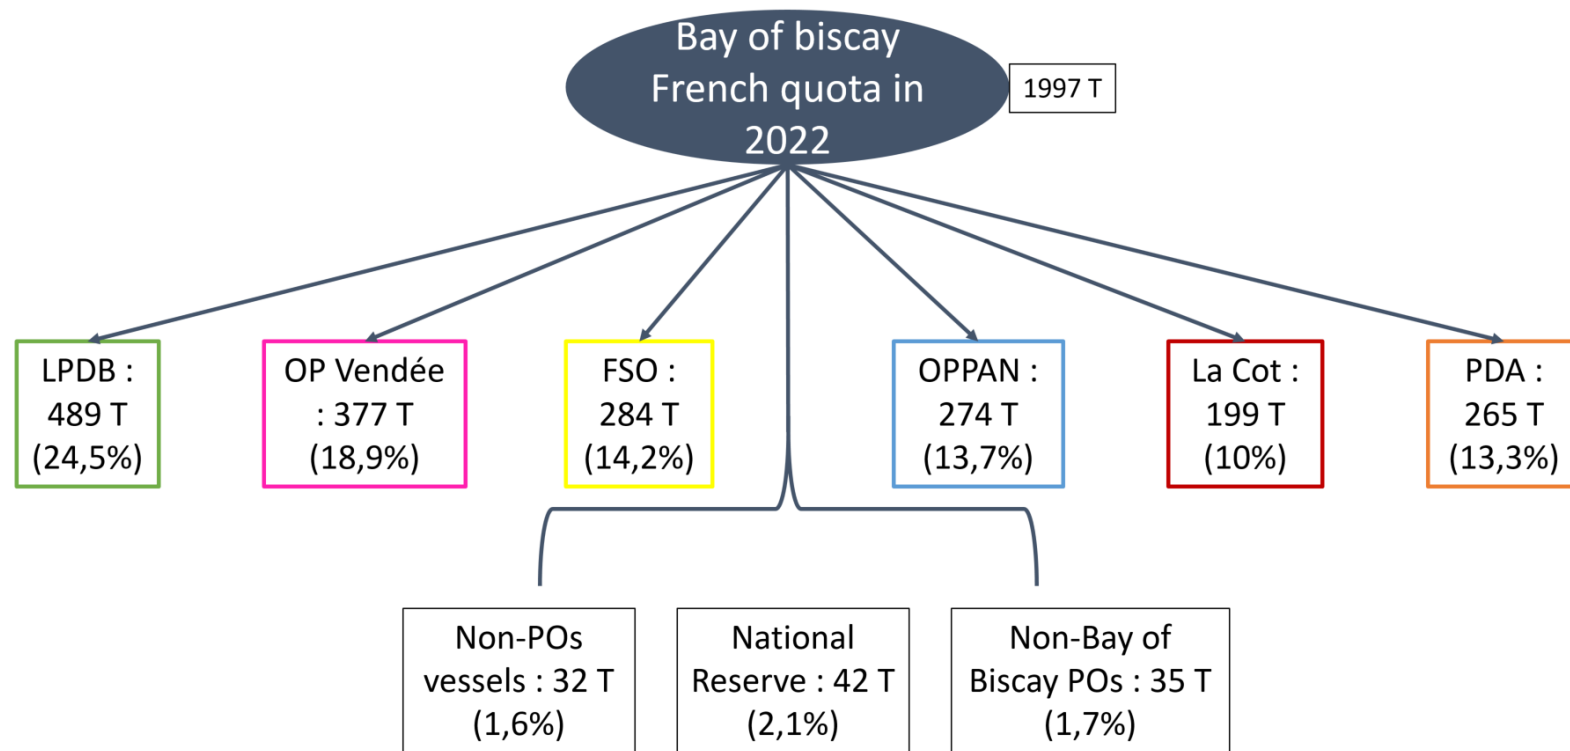 Bay of biscay
French quota in
2022
1997 T
LPDB :
489 T
(24,5%)
OP Vendée
: 377 T
(18,9%)
FSO :
284 T
(14,2%)
OPPAN :
274 T
(13,7%)
La Cot :
199 T
(10%)
PDA :
265 T
(13,3%)
Non-POs
vessels : 32 T
(1,6%)
National
Reserve : 42 T
(2,1%)
Non-Bay of
Biscay POs : 35 T
(1,7%)